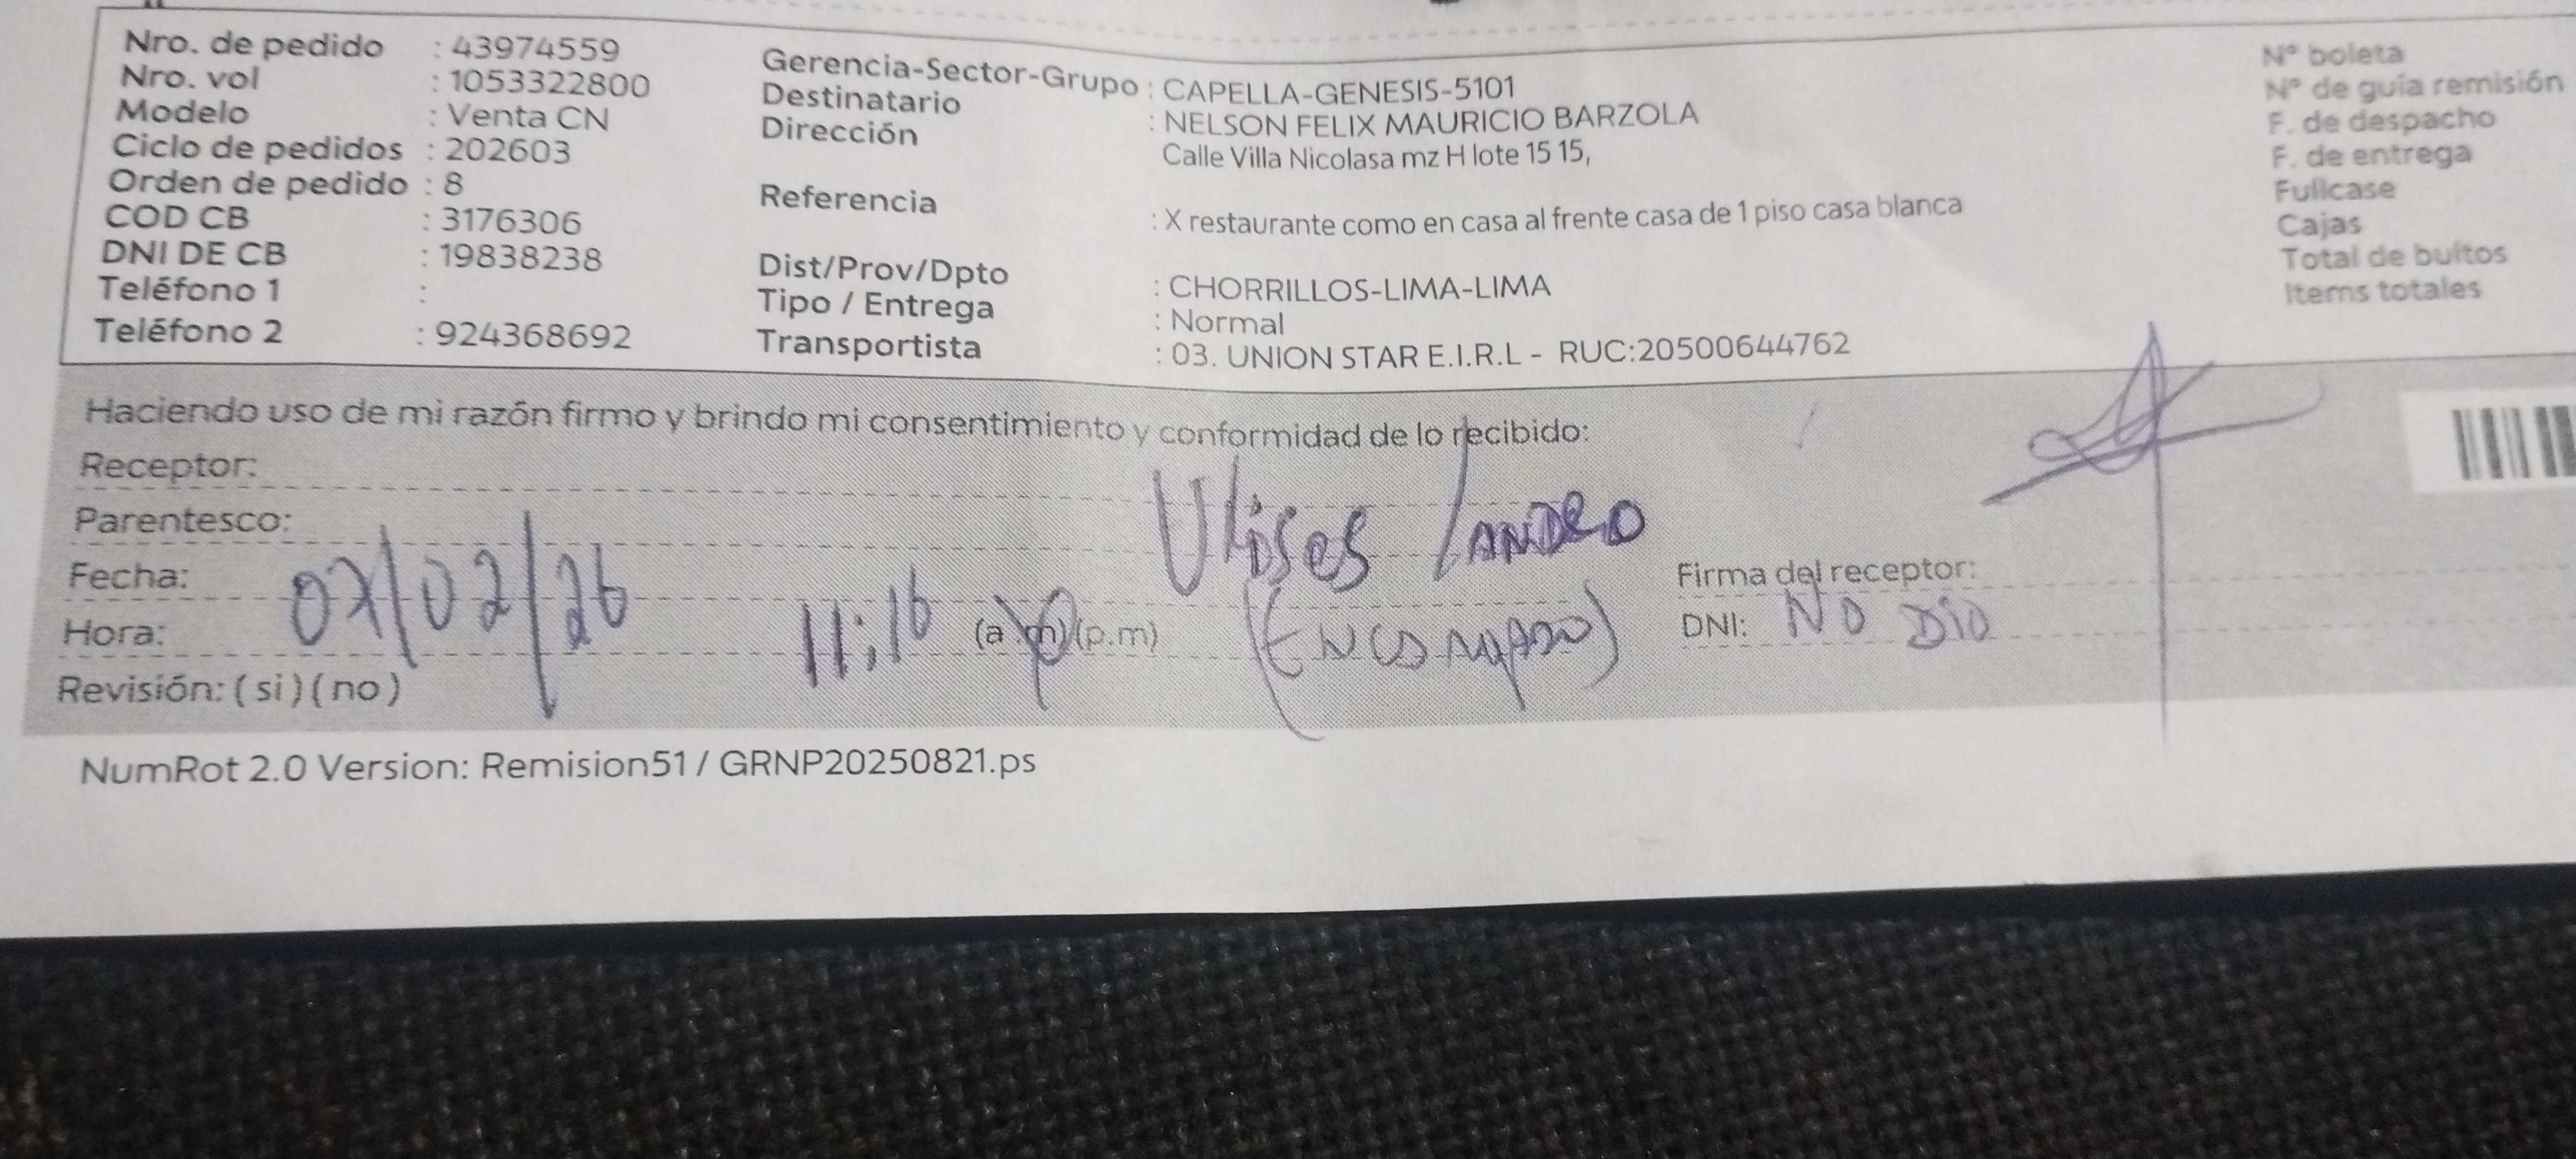 Nro. de pedido : 43974559
Nro. vol : 1053322800
Modelo : Venta CN
Ciclo de pedidos : 202603
Orden de pedido : 8
COD CB : 3176306
DNI DE CB : 19838238
Teléfono 1 :
Teléfono 2 : 924368692
Gerencia-Sector-Grupo : CAPELLA-GENESIS-5101
Destinatario : NELSON FELIX MAURICIO BARZOLA
Dirección
Calle Villa Nicolasa mz H lote 15 15,
Referencia : X restaurante como en casa al frente casa de 1 piso casa blanca
Dist/Prov/Dpto : CHORRILLOS-LIMA-LIMA
Tipo / Entrega : Normal
Transportista : 03. UNION STAR E.I.R.L - RUC:20500644762
N° boleta
N° de guía remisión
F. de despacho
F. de entrega
Fullcase
Cajas
Total de bultos
Items totales
Haciendo uso de mi razón firmo y brindo mi consentimiento y conformidad de lo recibido:
Receptor:
Parentesco: Ulises
Fecha: 07/02/26
Hora: 11:16 (a.m)(p.m)
Firma del receptor:
DNI: NO DIO
Revisión: ( si ) ( no )
NumRot 2.0 Version: Remision51 / GRNP20250821.ps